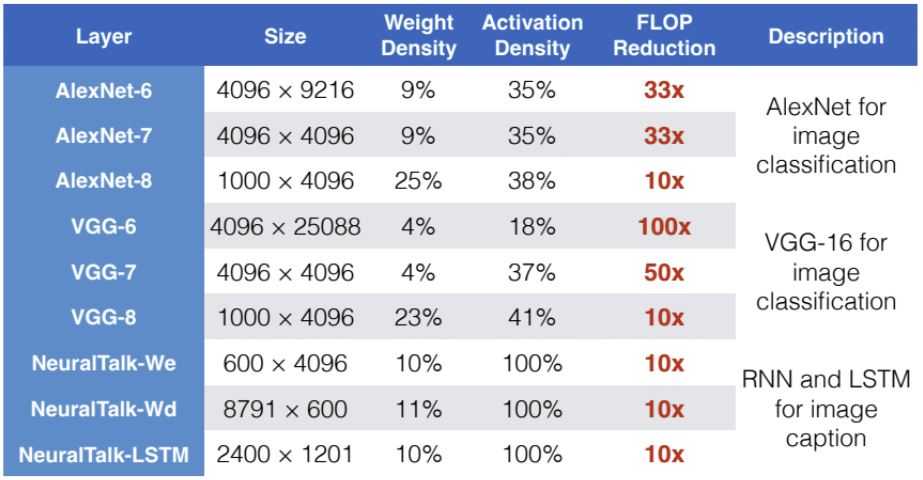 Layer Size Weight Density Activation Density FLOP Reduction Description
AlexNet-6 4096 × 9216 9% 35% 33x
AlexNet-7 4096 × 4096 9% 35% 33x
AlexNet-8 1000 × 4096 25% 38% 10x
AlexNet for
image
classification
VGG-6 4096 × 25088 4% 18% 100x
VGG-7 4096 × 4096 4% 37% 50x
VGG-8 1000 × 4096 23% 41% 10x
VGG-16 for
image
classification
NeuralTalk-We 600 × 4096 10% 100% 10x
NeuralTalk-Wd 8791 × 600 11% 100% 10x
NeuralTalk-LSTM 2400 × 1201 10% 100% 10x
RNN and LSTM
for image
caption